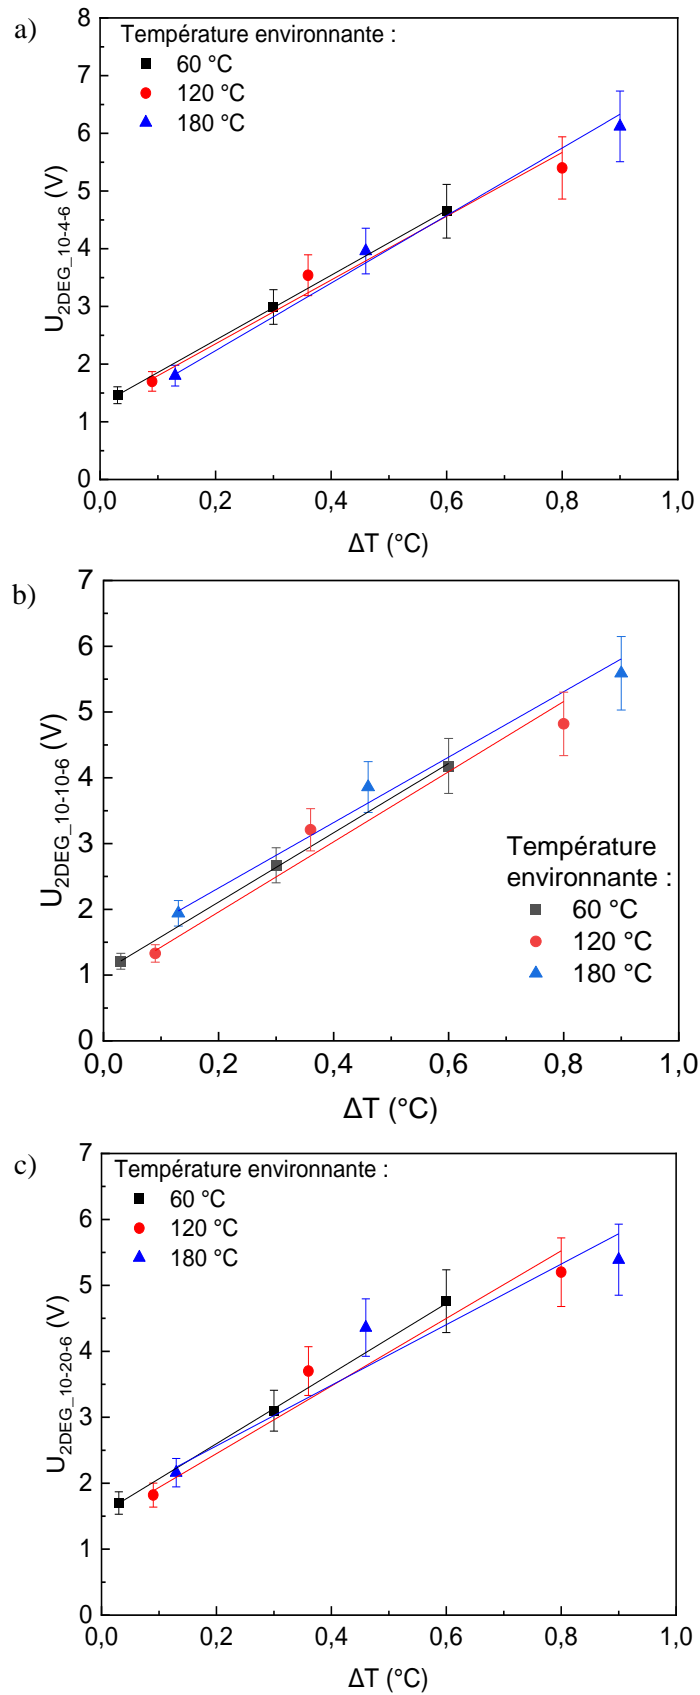 a)
Température environnante :
60 °C
120 °C
180 °C
U2DEG_10-4-6 (V)
8
7
6
5
4
3
2
1
0
0,0 0,2 0,4 0,6 0,8 1,0
ΔT (°C)
b)
U2DEG_10-10-6 (V)
7
6
5
4
3
2
1
0
Température
environnante :
60 °C
120 °C
180 °C
0,0 0,2 0,4 0,6 0,8 1,0
ΔT (°C)
c)
Température environnante :
60 °C
120 °C
180 °C
U2DEG_10-20-6 (V)
7
6
5
4
3
2
1
0
0,0 0,2 0,4 0,6 0,8 1,0
ΔT (°C)